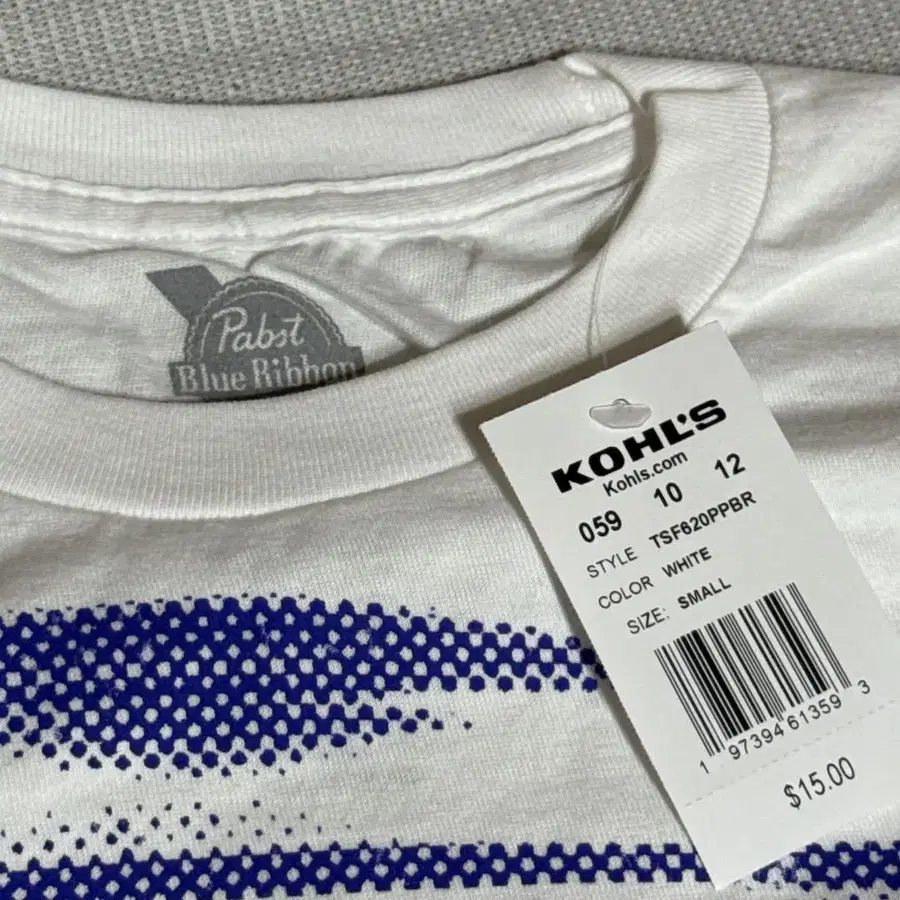 Pabst
Blue Ribbon
KOHL'S
Kohls.com
059 10 12
STYLE TSF620PPBR
COLOR WHITE
SIZE: SMALL
1 97394 61359 3
$15.00